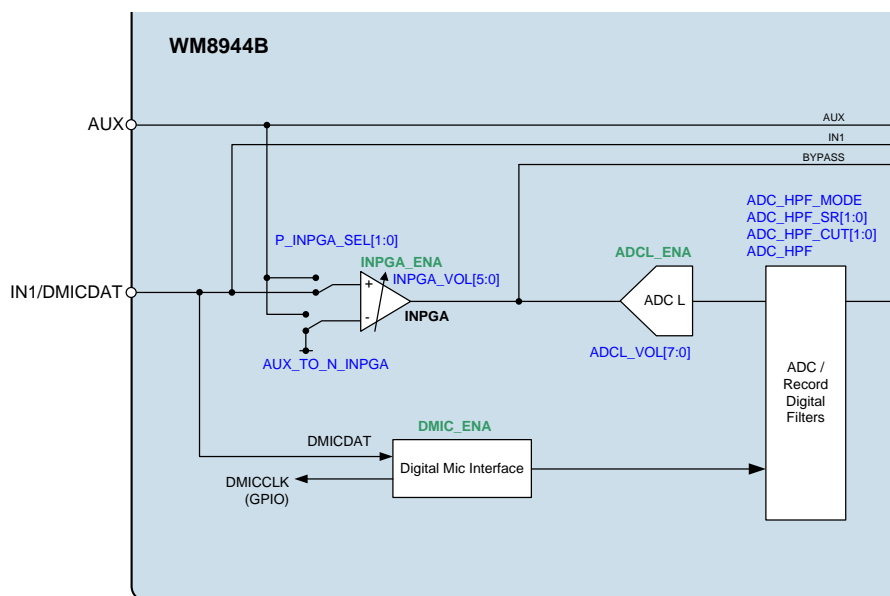 WM8944B
AUX
AUX
IN1
BYPASS
ADC_HPF_MODE
ADC_HPF_SR[1:0]
ADC_HPF_CUT[1:0]
ADC_HPF
P_INPGA_SEL[1:0]
INPGA_ENA
ADCL_ENA
INPGA_VOL[5:0]
IN1/DMICDAT
+
-
INPGA
ADC L
AUX_TO_N_INPGA
ADCL_VOL[7:0]
ADC /
Record
Digital
Filters
DMIC_ENA
DMICDAT
Digital Mic Interface
DMICCLK
(GPIO)